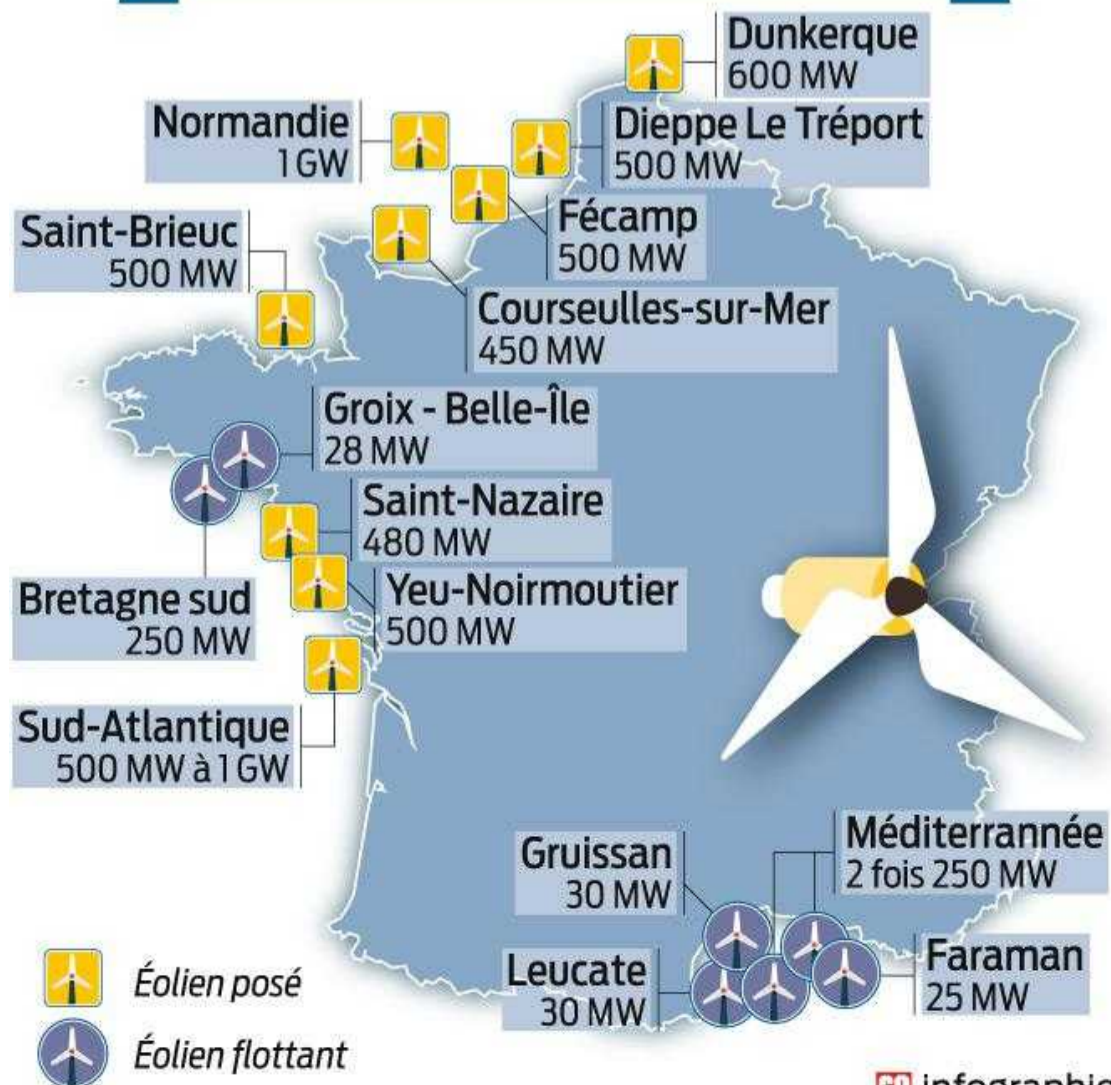 Dunkerque
600 MW
Normandie
1 GW
Dieppe Le Tréport
500 MW
Fécamp
500 MW
Saint-Brieuc
500 MW
Courseulles-sur-Mer
450 MW
Groix - Belle-Île
28 MW
Saint-Nazaire
480 MW
Bretagne sud
250 MW
Yeu-Noirmoutier
500 MW
Sud-Atlantique
500 MW à 1 GW
Méditerrannée
2 fois 250 MW
Gruissan
30 MW
Leucate
30 MW
Faraman
25 MW
Éolien posé
Éolien flottant
infographie